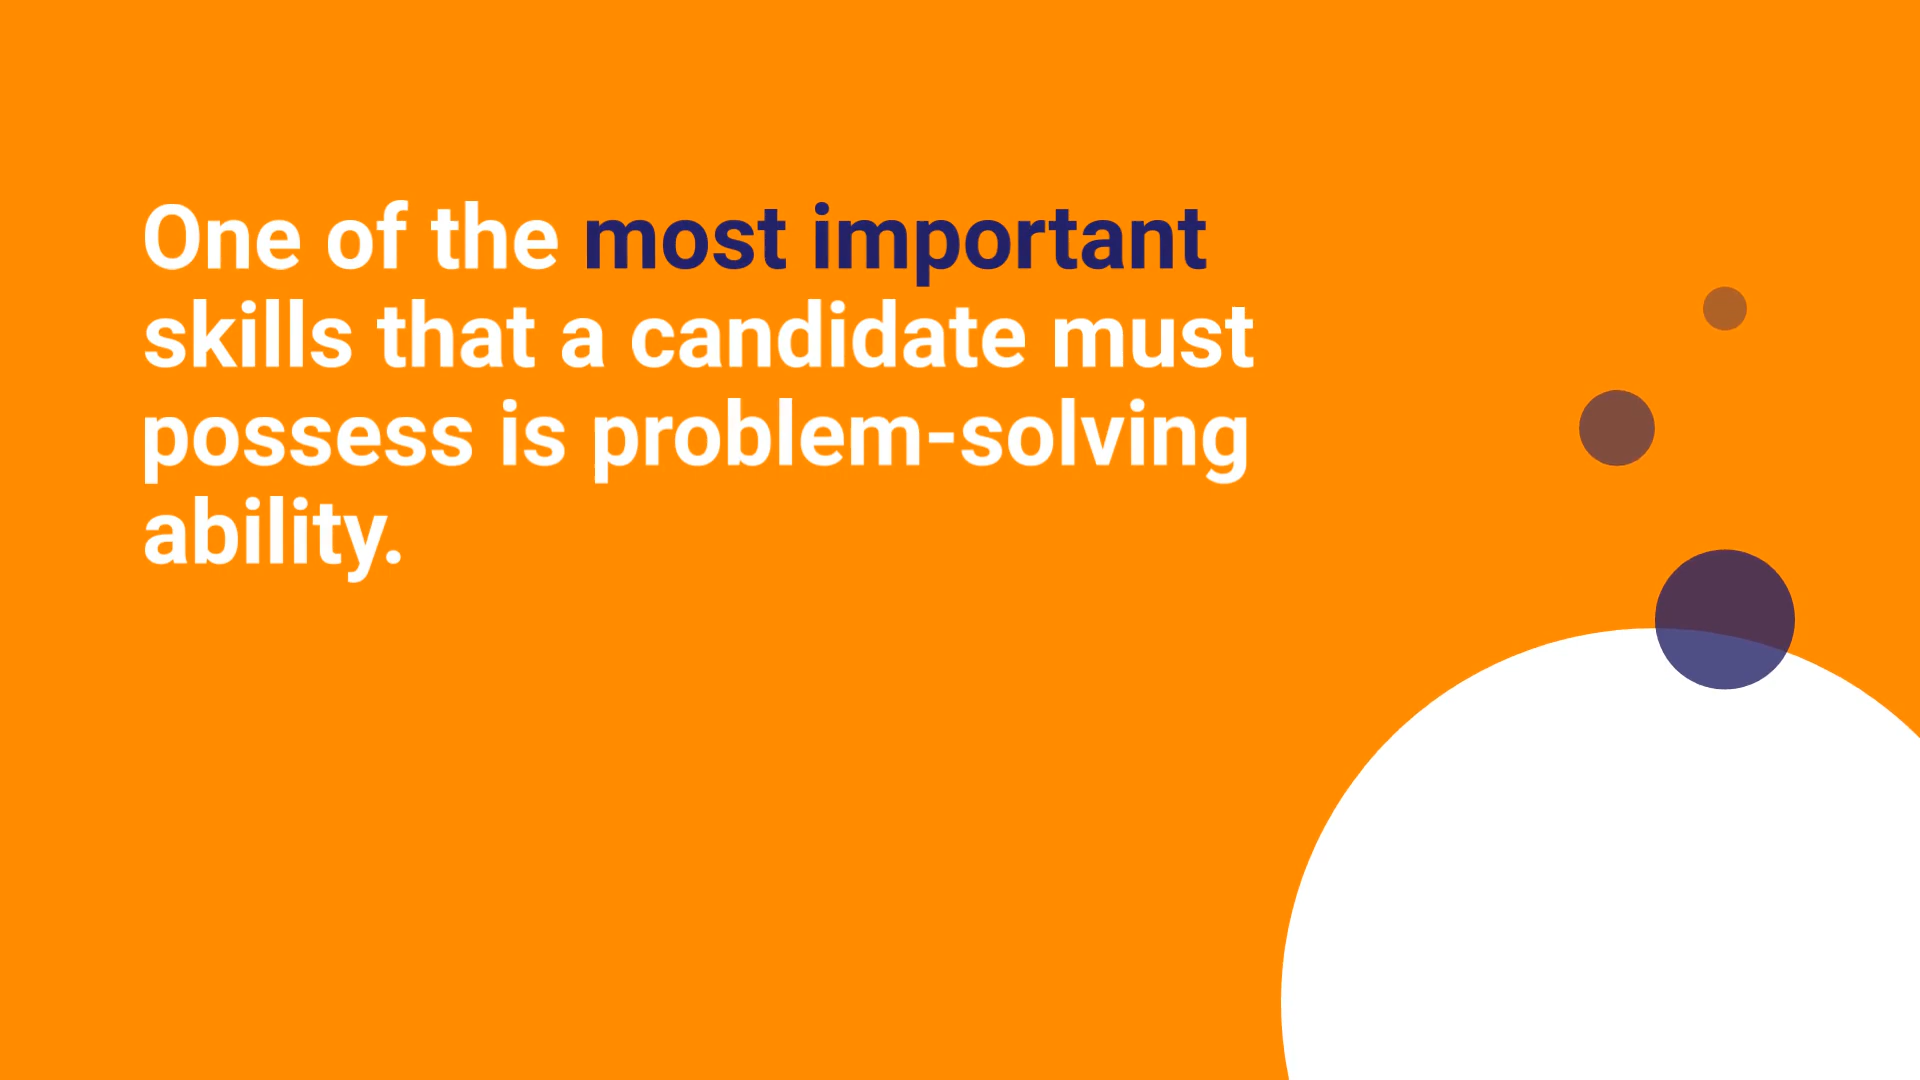 One of the most important
skills that a candidate must
possess is problem-solving
ability.